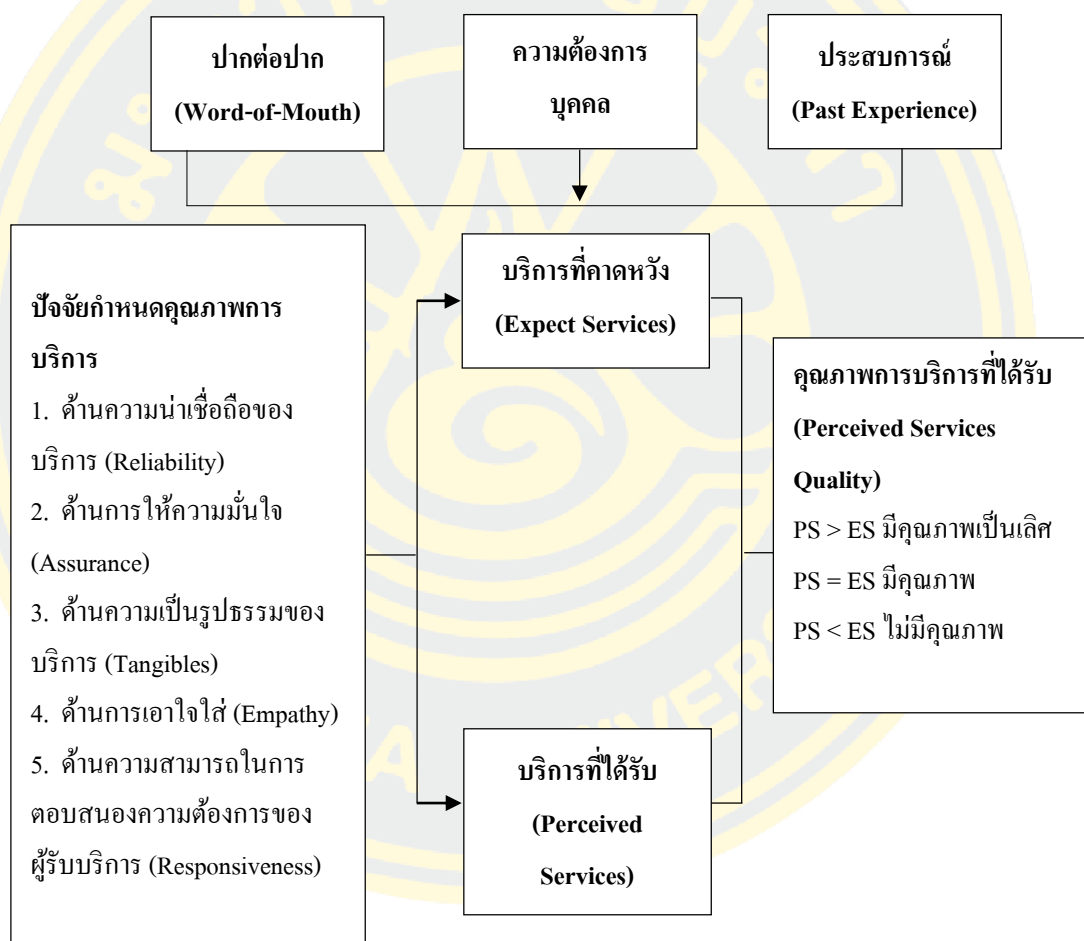 ปากต่อปาก
(Word-of-Mouth)
ความต้องการ
บุคคล
ประสบการณ์
(Past Experience)
บริการที่คาดหวัง
(Expect Services)
ปัจจัยกำหนดคุณภาพการ
บริการ
1. ด้านความน่าเชื่อถือของ
บริการ (Reliability)
2. ด้านการให้ความมั่นใจ
(Assurance)
3. ด้านความเป็นรูปธรรมของ
บริการ (Tangibles)
4. ด้านการเอาใจใส่ (Empathy)
5. ด้านความสามารถในการ
ตอบสนองความต้องการของ
ผู้รับบริการ (Responsiveness)
คุณภาพการบริการที่ได้รับ
(Perceived Services
Quality)
PS > ES มีคุณภาพเป็นเลิศ
PS = ES มีคุณภาพ
PS < ES ไม่มีคุณภาพ
บริการที่ได้รับ
(Perceived
Services)